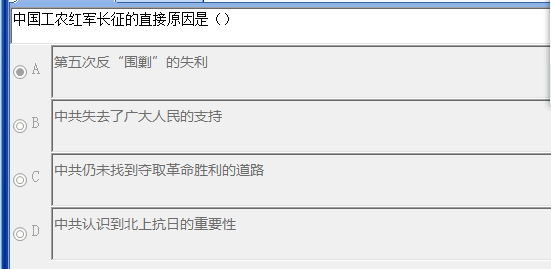 中国工农红军长征的直接原因是（）
A 第五次反“围剿”的失利
B 中共失去了广大人民的支持
C 中共仍未找到夺取革命胜利的道路
D 中共认识到北上抗日的重要性